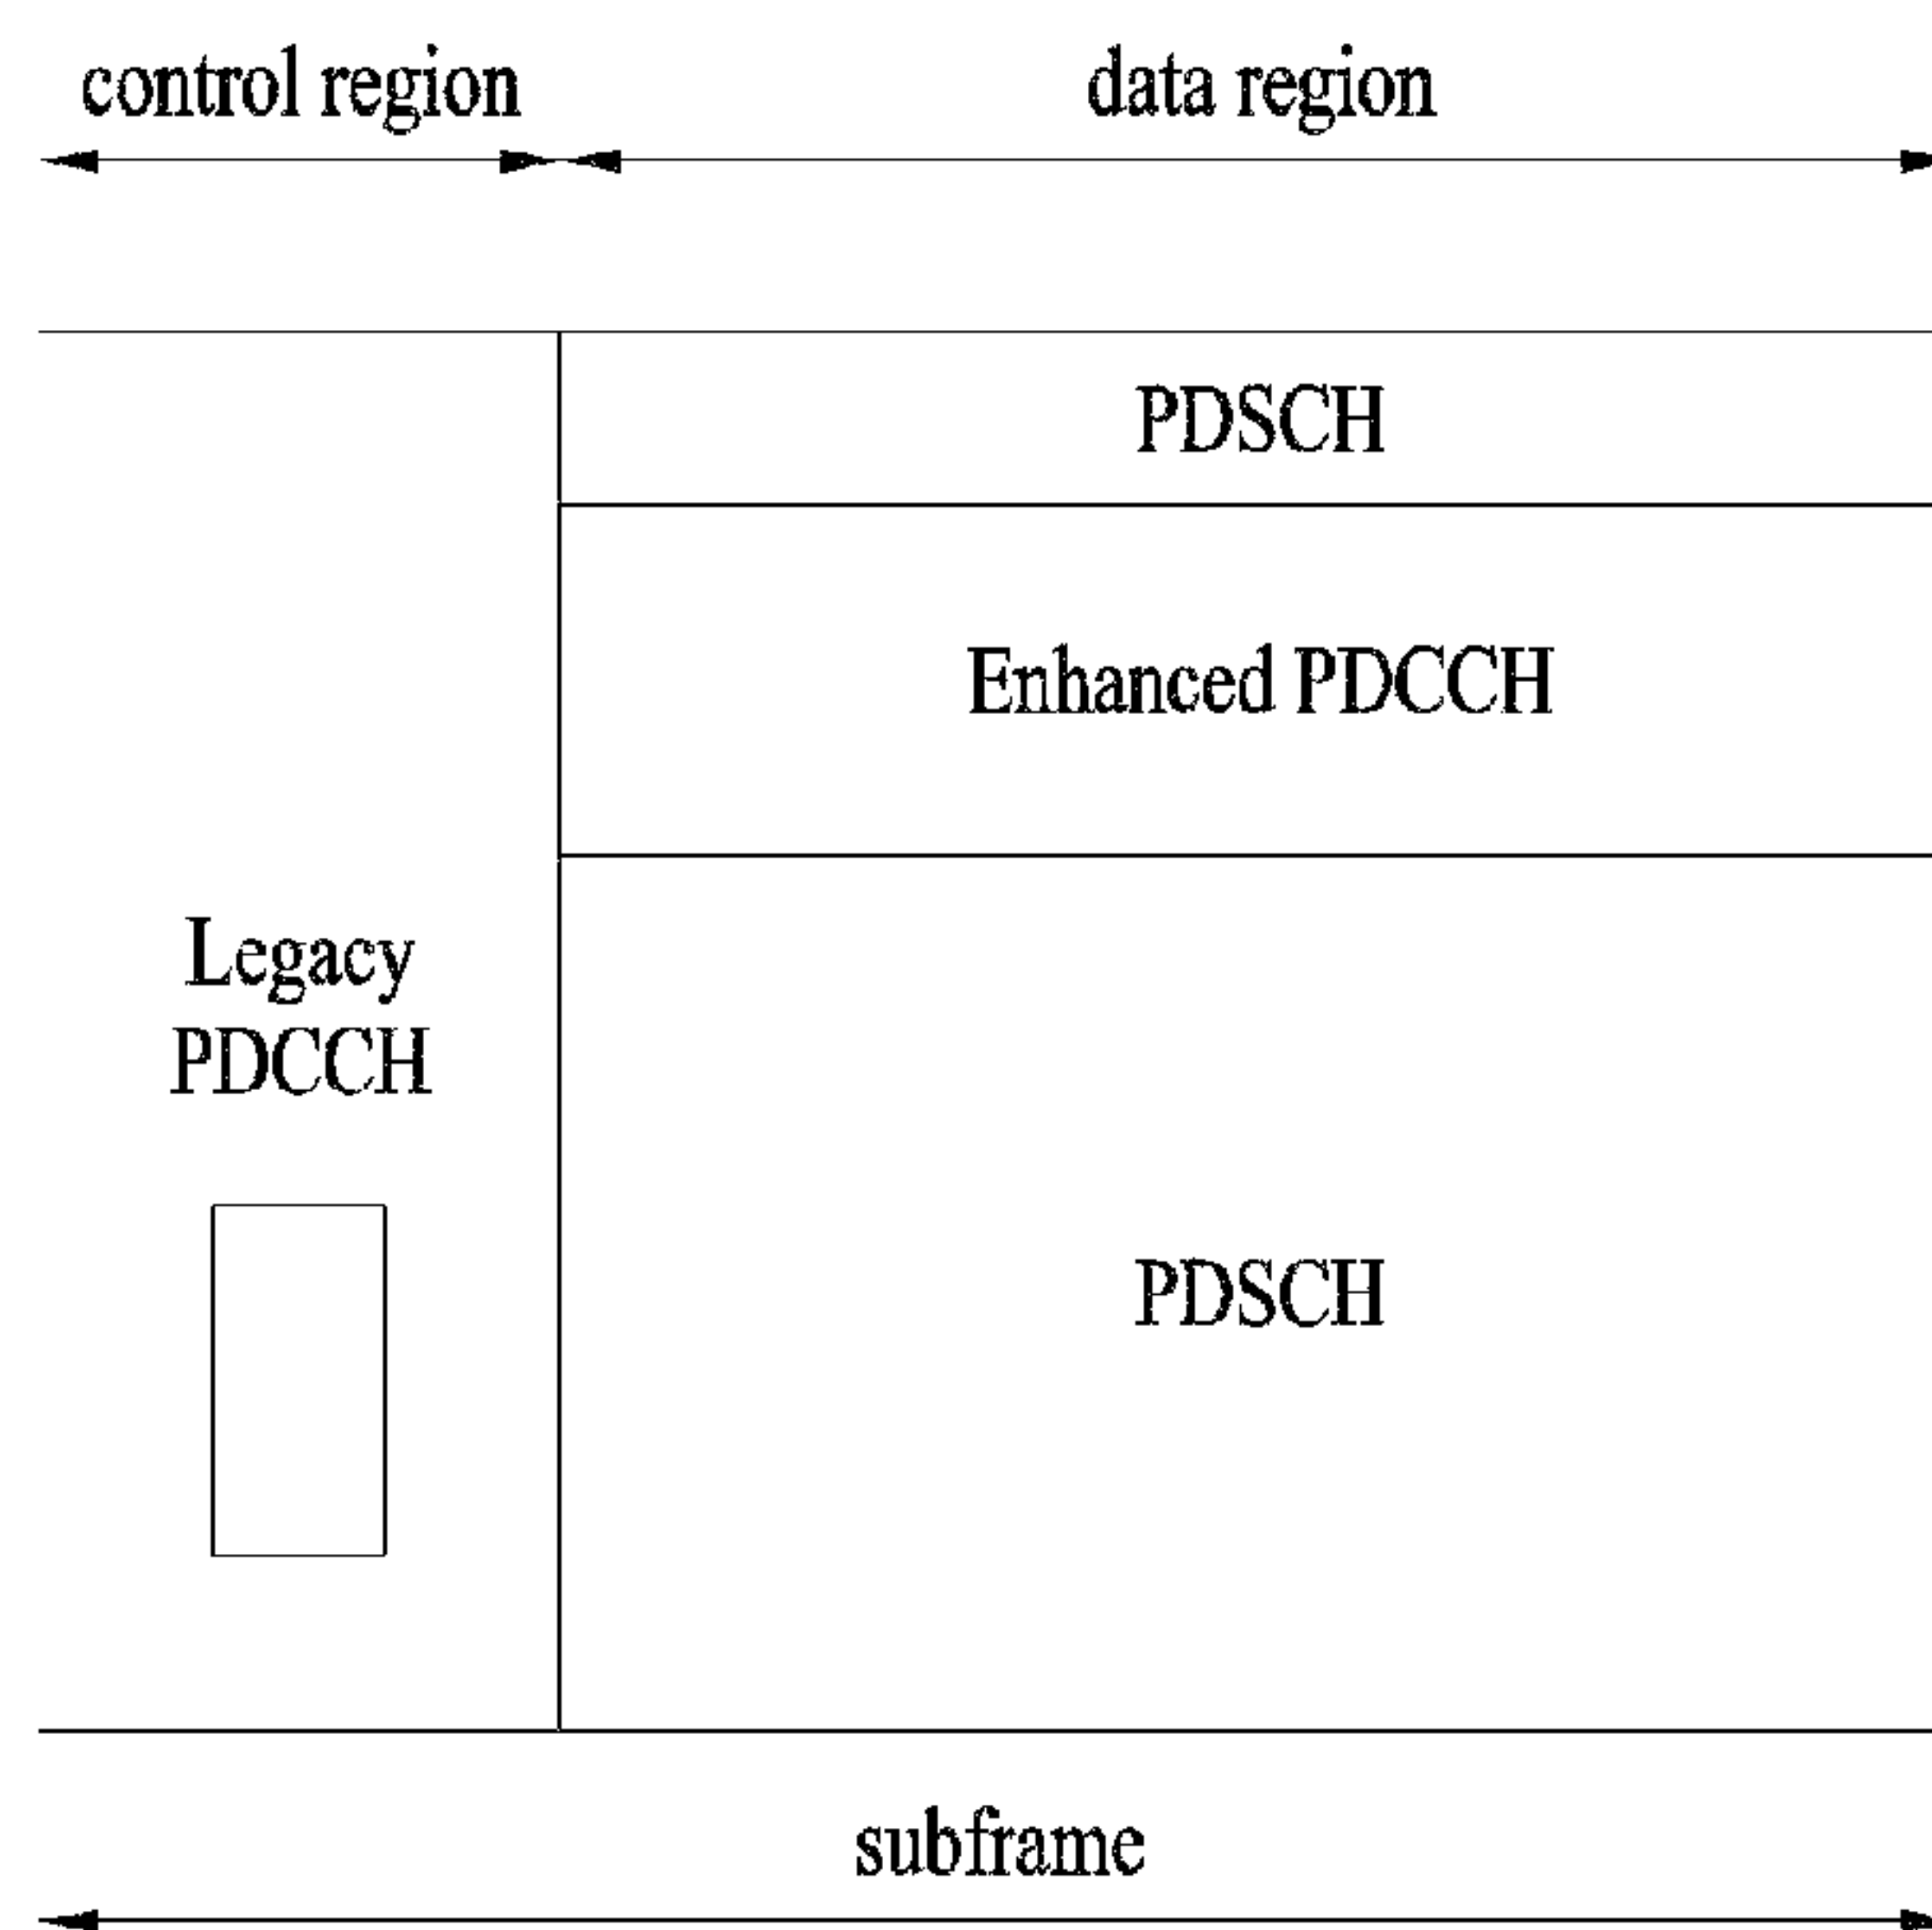 control region
data region
PDSCH
Enhanced PDCCH
Legacy
PDCCH
PDSCH
subframe